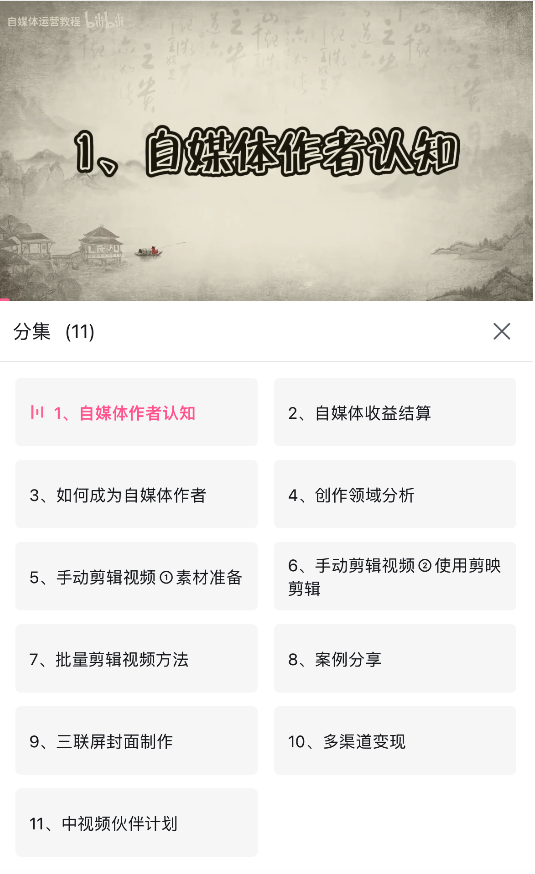 自媒体运营教程 bilibili
1、自媒体作者认知
分集 (11)
1、自媒体作者认知
2、自媒体收益结算
3、如何成为自媒体作者
4、创作领域分析
5、手动剪辑视频①素材准备
6、手动剪辑视频②使用剪映
剪辑
7、批量剪辑视频方法
8、案例分享
9、三联屏封面制作
10、多渠道变现
11、中视频伙伴计划